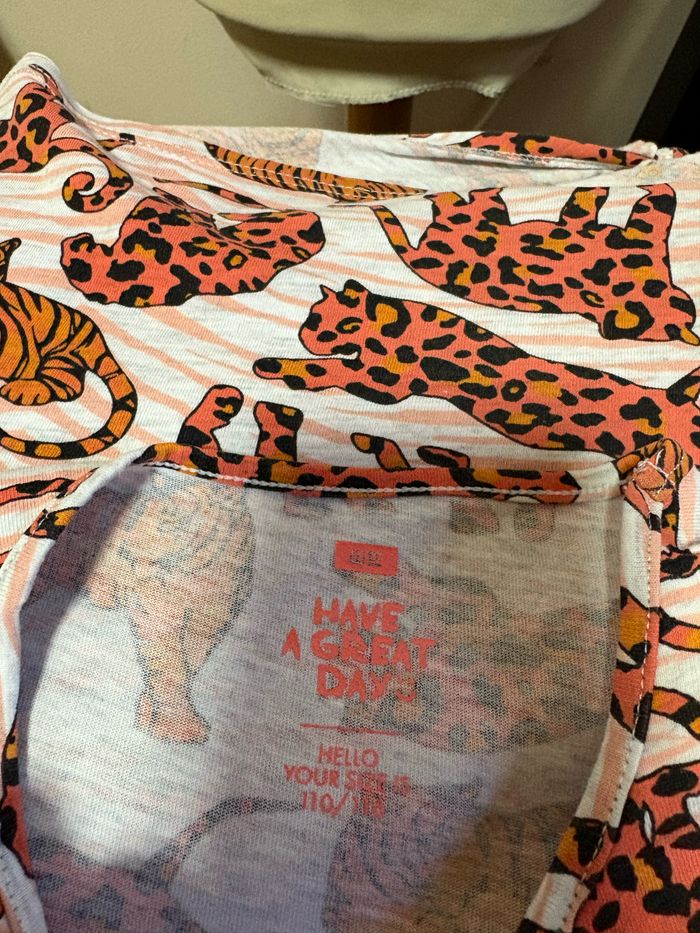 HAVE
A GREAT
DAY
HELLO
YOUR SIZE IS
110/116